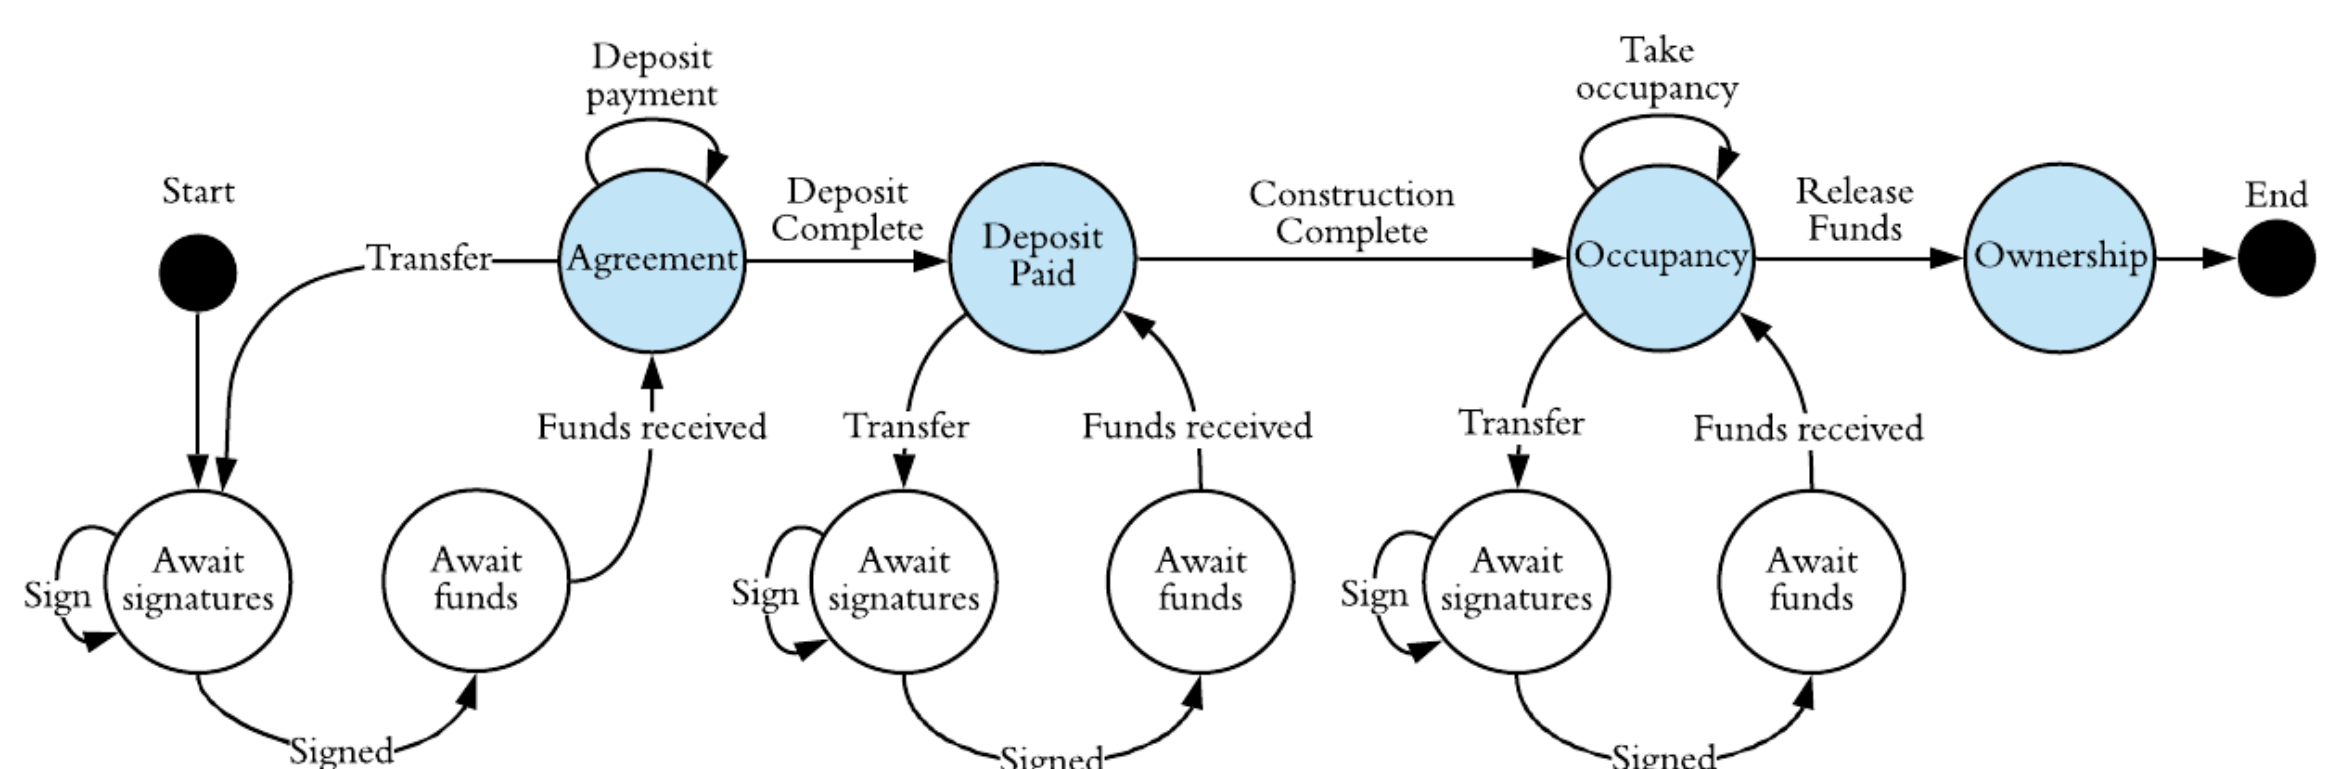 Deposit
payment
Take
occupancy
Start
Deposit
Complete
Construction
Complete
Release
Funds
End
Transfer
Agreement
Deposit
Paid
Occupancy
Ownership
Funds received
Transfer
Funds received
Transfer
Funds received
Sign
Await
signatures
Await
funds
Sign
Await
signatures
Await
funds
Sign
Await
signatures
Await
funds
Signed
Signed
Signed